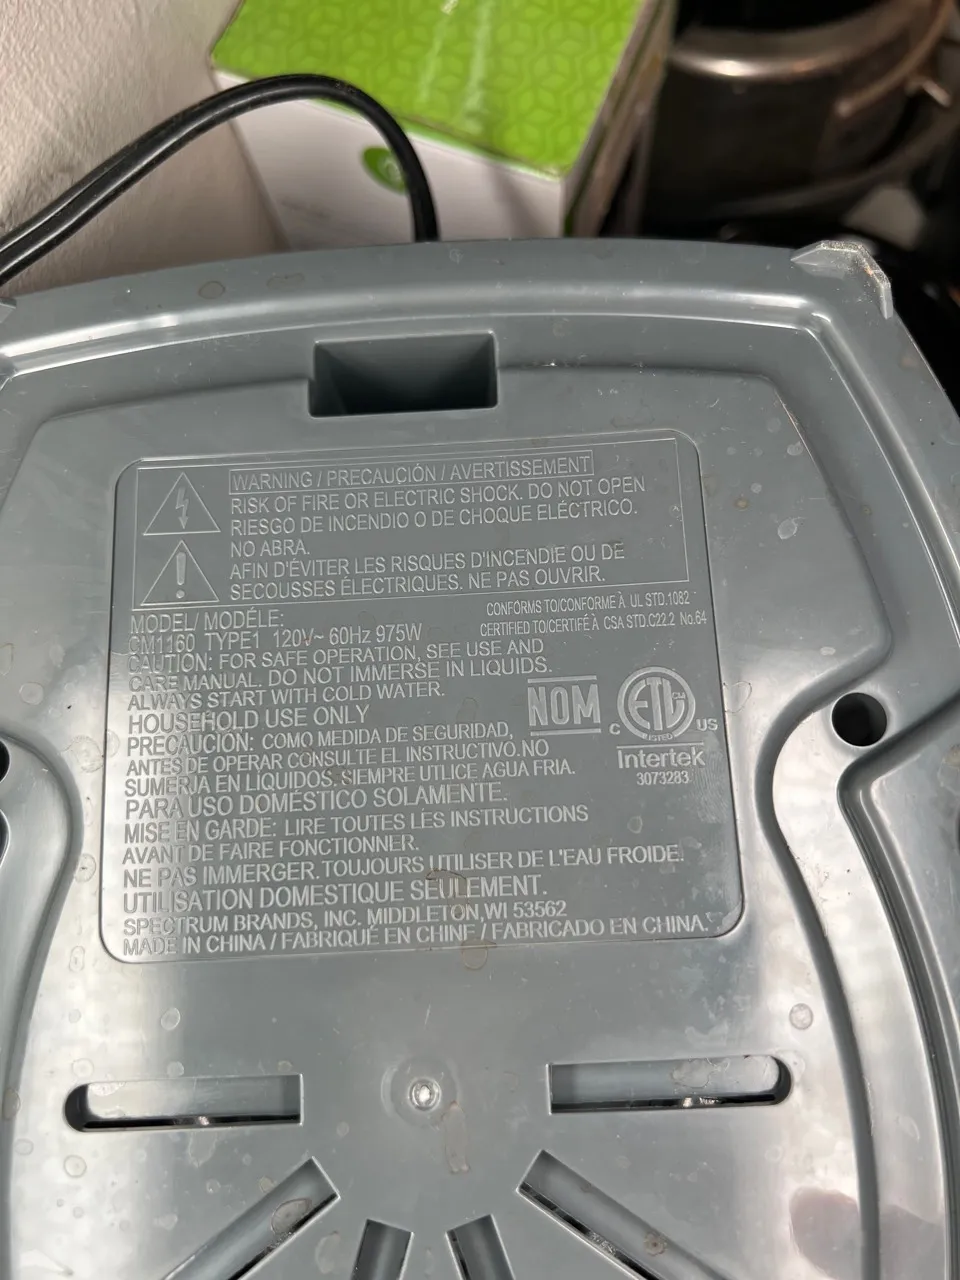 WARNING / PRECAUCIÓN / AVERTISSEMENT
RISK OF FIRE OR ELECTRIC SHOCK. DO NOT OPEN
RIESGO DE INCENDIO O DE CHOQUE ELÉCTRICO.
NO ABRA.
AFIN D'ÉVITER LES RISQUES D'INCENDIE OU DE
SECOUSSES ÉLECTRIQUES. NE PAS OUVRIR.
MODEL/ MODÉLE:
CM1160 TYPE1 120V~ 60Hz 975W
CONFORMS TO/CONFORME À UL STD.1082
CERTIFIED TO/CERTIFÉ À CSA STD.C22.2 No.64
CAUTION: FOR SAFE OPERATION, SEE USE AND
CARE MANUAL. DO NOT IMMERSE IN LIQUIDS.
ALWAYS START WITH COLD WATER.
HOUSEHOLD USE ONLY
NOM
C ETL CM US
LISTED
Intertek
3073283
PRECAUCIÓN: COMO MEDIDA DE SEGURIDAD,
ANTES DE OPERAR CONSULTE EL INSTRUCTIVO.NO
SUMERJA EN LIQUIDOS. SIEMPRE UTLICE AGUA FRIA.
PARA USO DOMÉSTICO SOLAMENTE.
MISE EN GARDE: LIRE TOUTES LES INSTRUCTIONS
AVANT DE FAIRE FONCTIONNER.
NE PAS IMMERGER. TOUJOURS UTILISER DE L'EAU FROIDE.
UTILISATION DOMESTIQUE SEULEMENT.
SPECTRUM BRANDS, INC. MIDDLETON, WI 53562
MADE IN CHINA / FABRIQUÉ EN CHINE / FABRICADO EN CHINA.